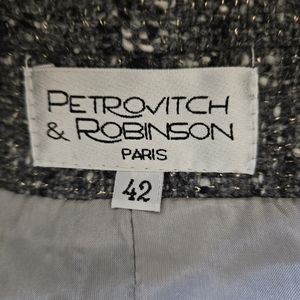 PETROVITCH
& ROBINSON
PARIS
42